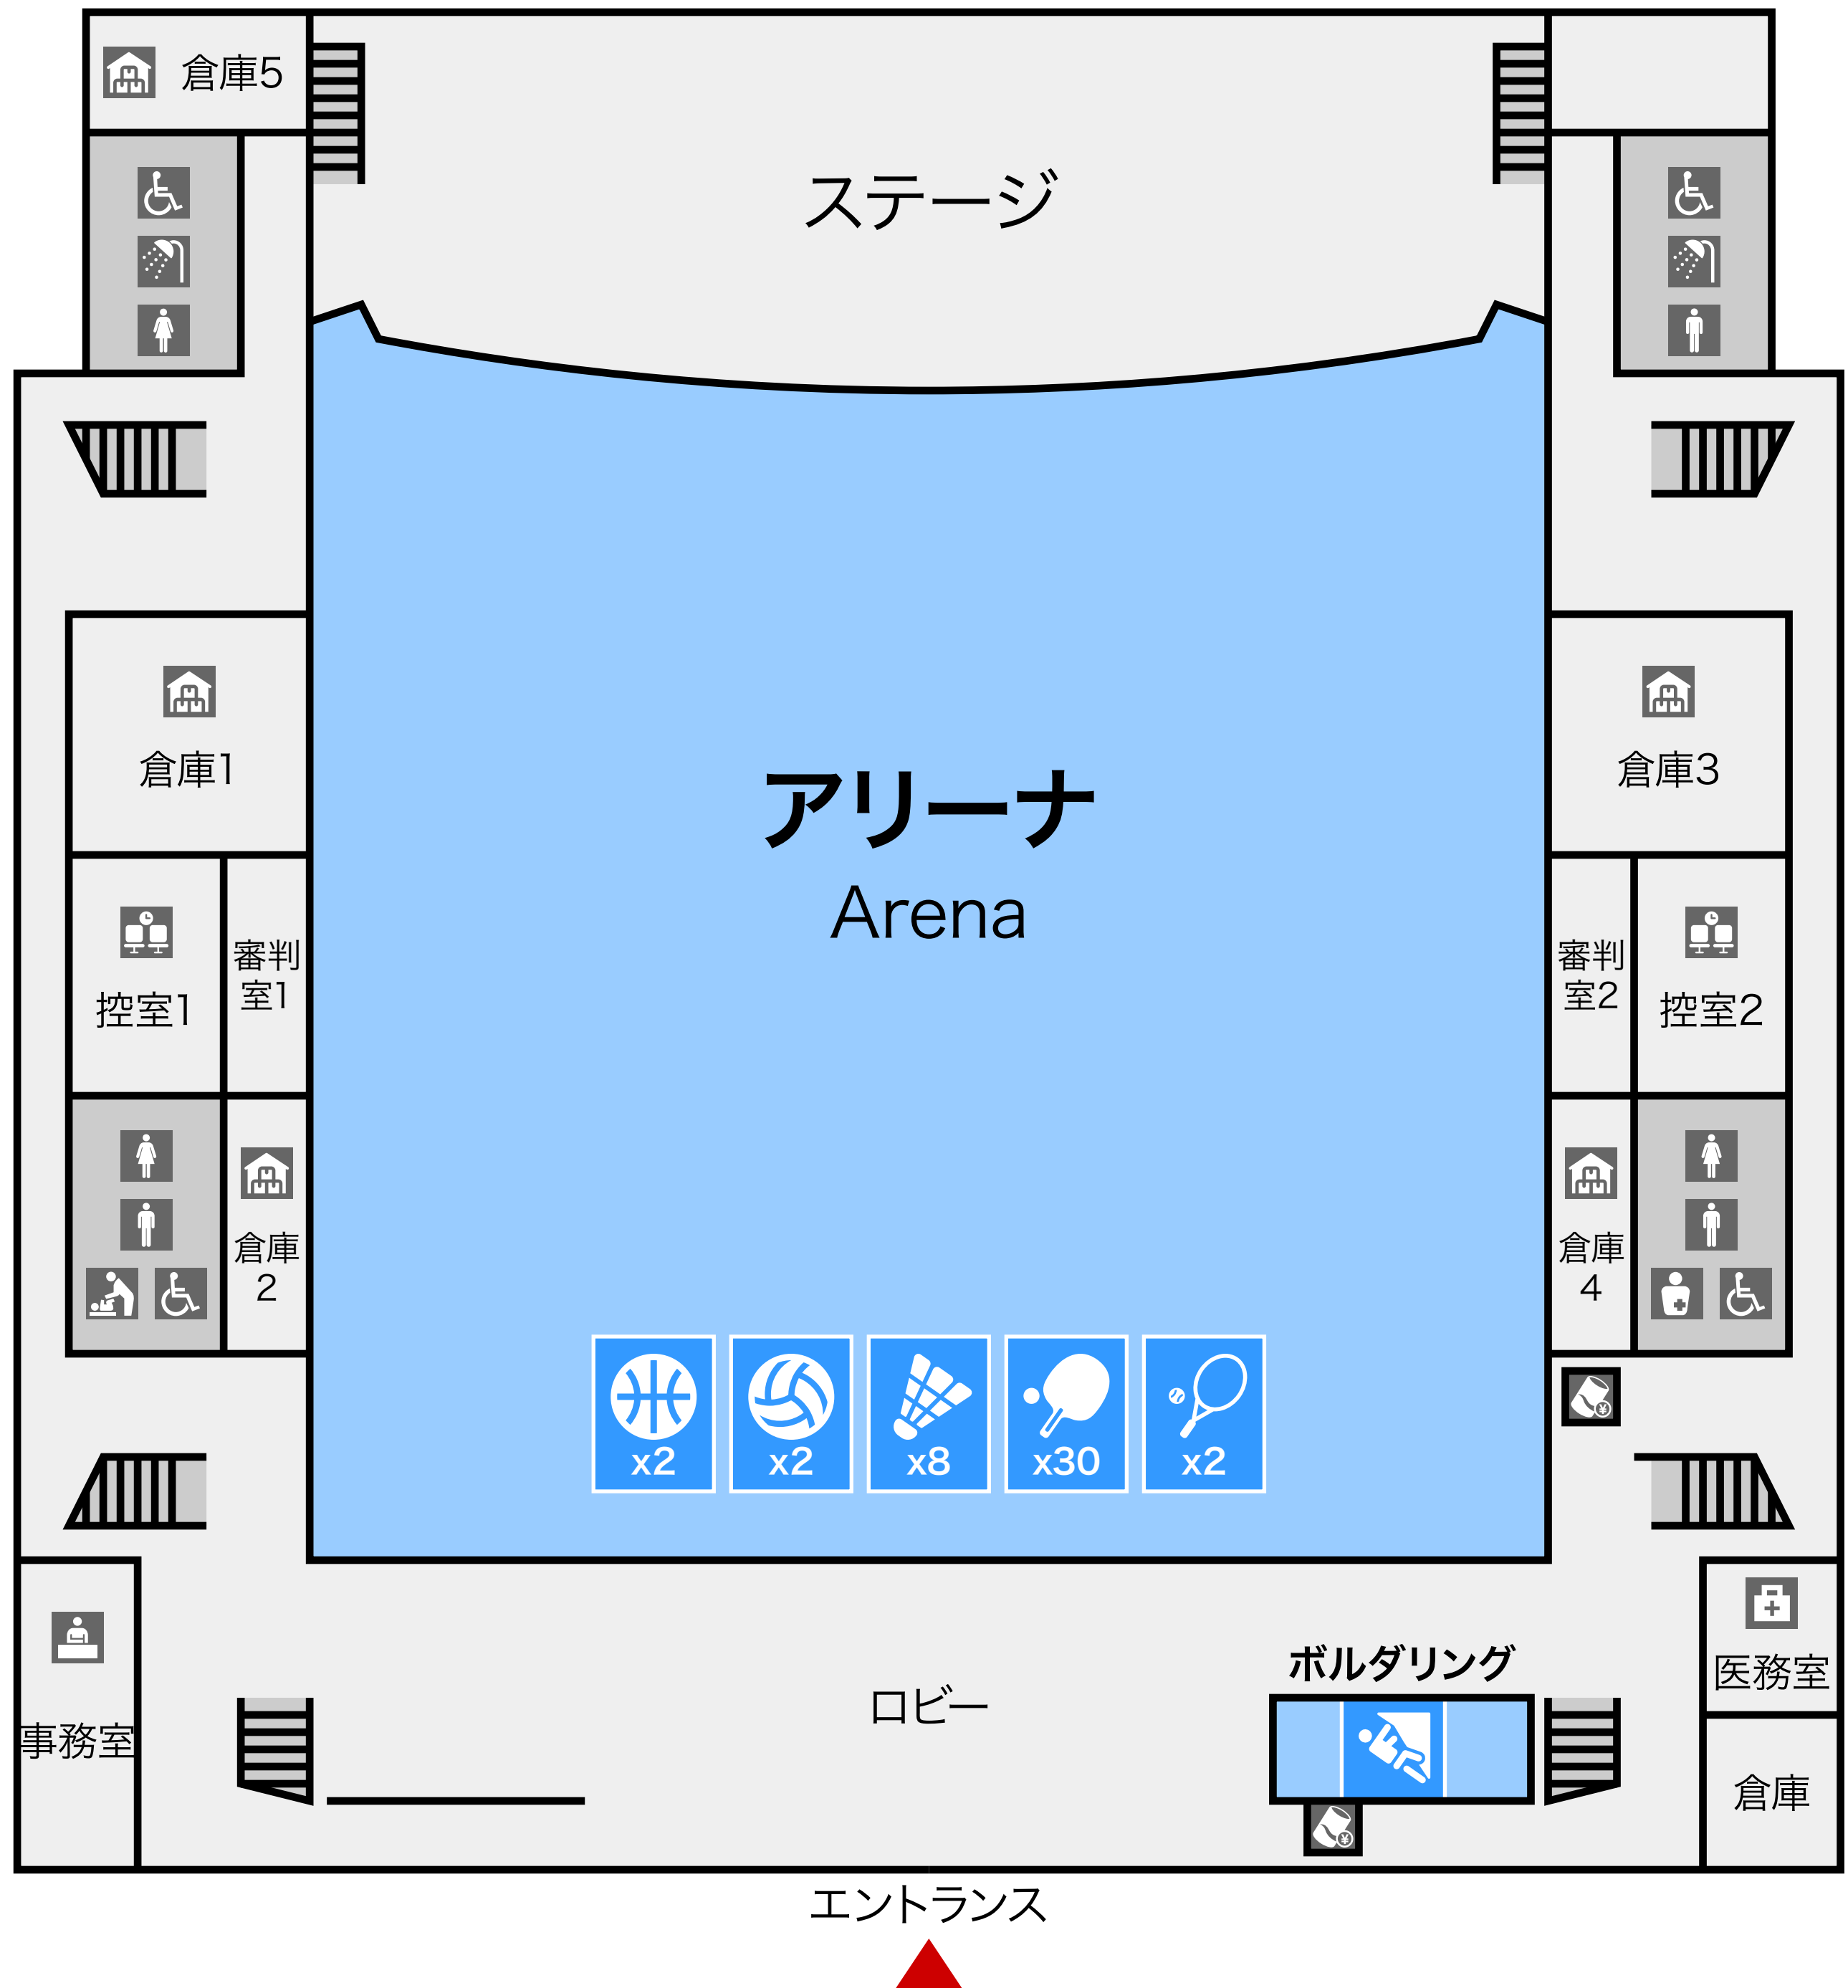 倉庫5
ステージ
倉庫1
倉庫3
アリーナ
Arena
控室1
審判
室1
審判
室2
控室2
倉庫
2
倉庫
4
x2
x2
x8
x30
x2
¥
事務室
ロビー
ボルダリング
医務室
倉庫
¥
エントランス